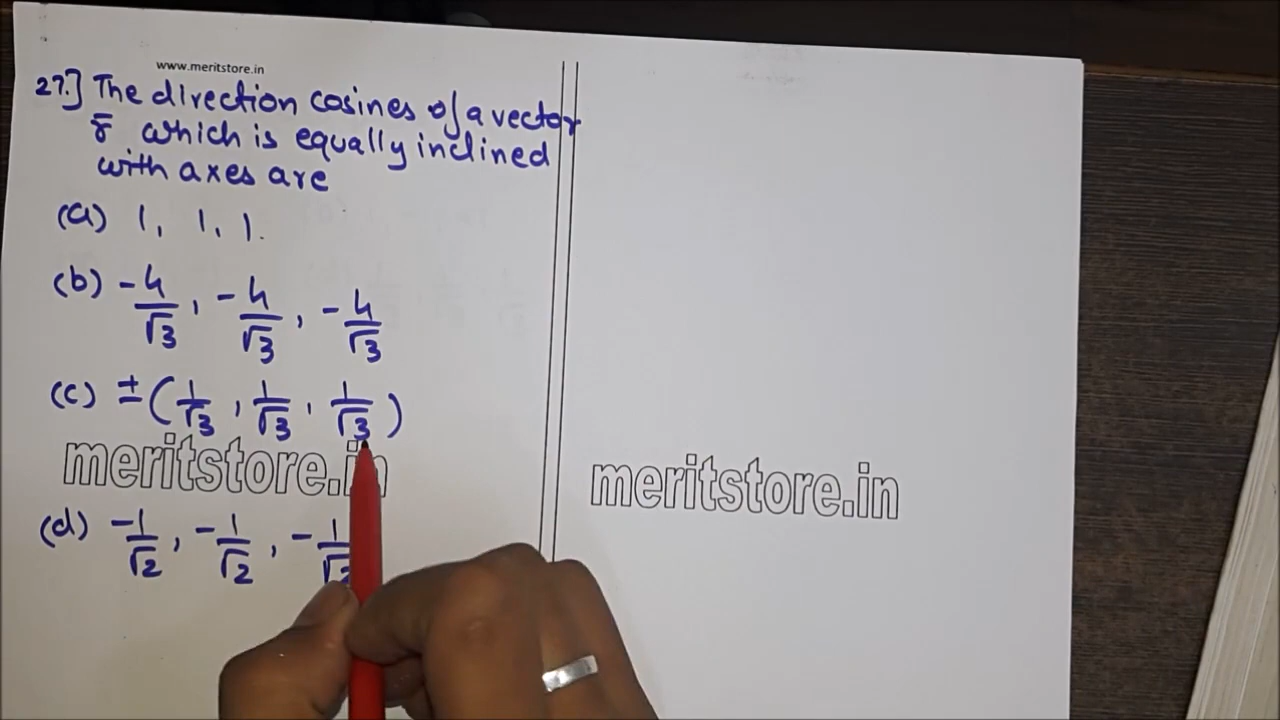 www.meritstore.in
27.] The direction cosines of a vector
r̄ which is equally inclined
with axes are
(a) 1, 1, 1.
(b) -4/√3, -4/√3, -4/√3
(c) ±(1/√3, 1/√3, 1/√3)
meritstore.in
meritstore.in
(d) -1/√2, -1/√2, -1/√2